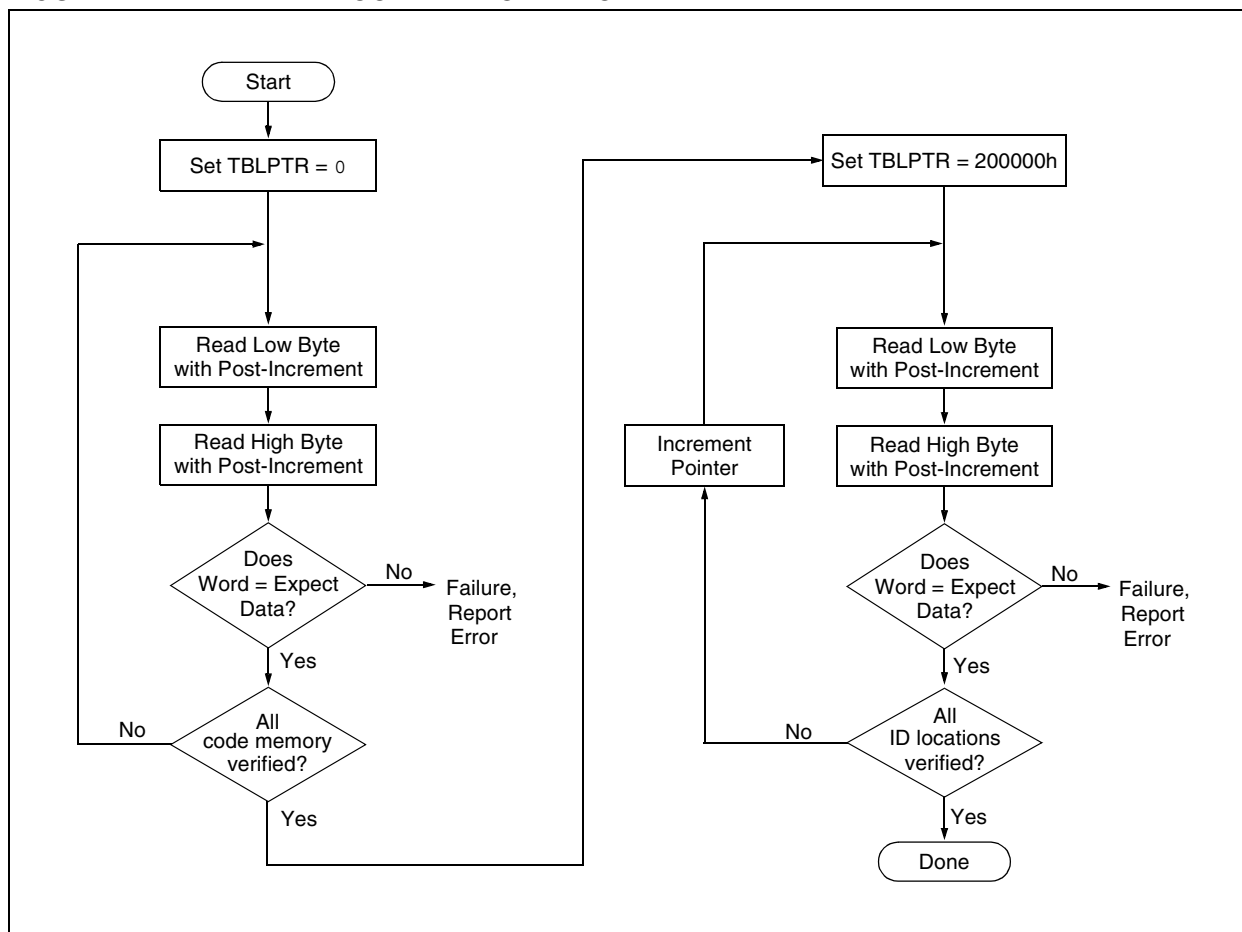 Start
Set TBLPTR = 0
Read Low Byte
with Post-Increment
Read High Byte
with Post-Increment
Does
Word = Expect
Data?
No
Failure,
Report
Error
Yes
All
code memory
verified?
No
Yes
Set TBLPTR = 200000h
Read Low Byte
with Post-Increment
Increment
Pointer
Read High Byte
with Post-Increment
Does
Word = Expect
Data?
No
Failure,
Report
Error
Yes
All
ID locations
verified?
No
Yes
Done